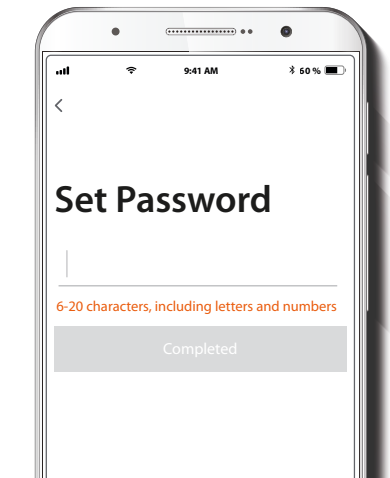 9:41 AM
60 %
Set Password
6-20 characters, including letters and numbers
Completed